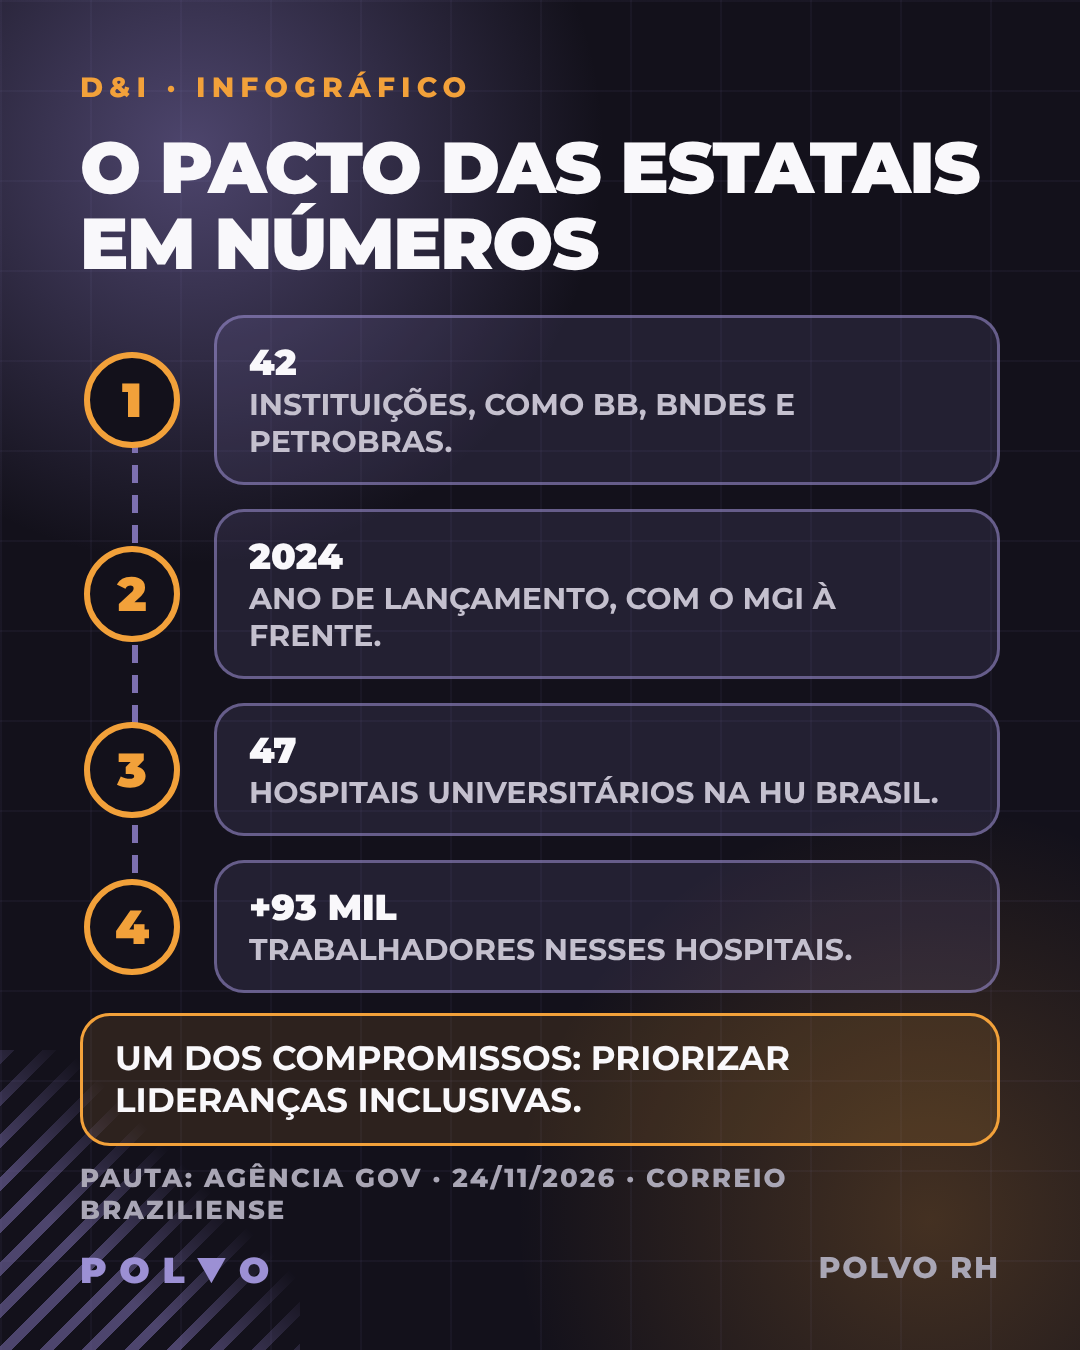 D&I · INFOGRÁFICO
O PACTO DAS ESTATAIS
EM NÚMEROS
1
42
INSTITUIÇÕES, COMO BB, BNDES E
PETROBRAS.
2
2024
ANO DE LANÇAMENTO, COM O MGI À
FRENTE.
3
47
HOSPITAIS UNIVERSITÁRIOS NA HU BRASIL.
4
+93 MIL
TRABALHADORES NESSES HOSPITAIS.
UM DOS COMPROMISSOS: PRIORIZAR
LIDERANÇAS INCLUSIVAS.
PAUTA: AGÊNCIA GOV · 24/11/2026 · CORREIO
BRAZILIENSE
POLVO
POLVO RH